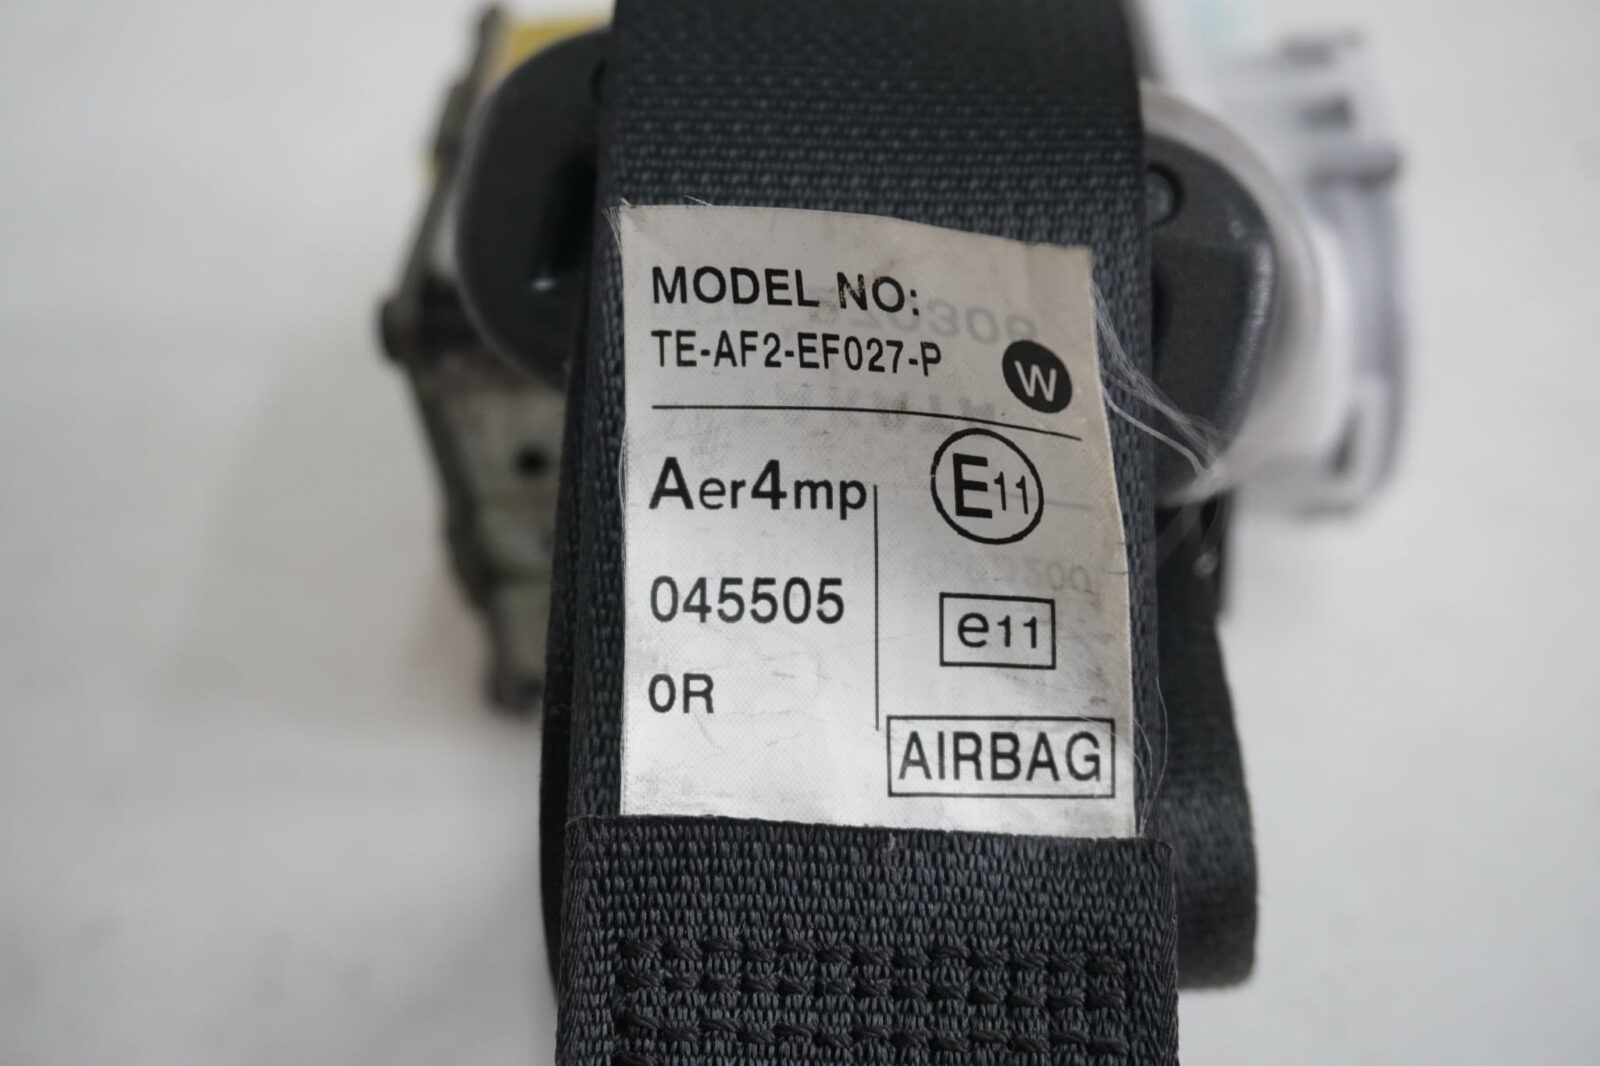 MODEL NO:
TE-AF2-EF027-P
W
Aer4mp
E11
045505
e11
0R
AIRBAG